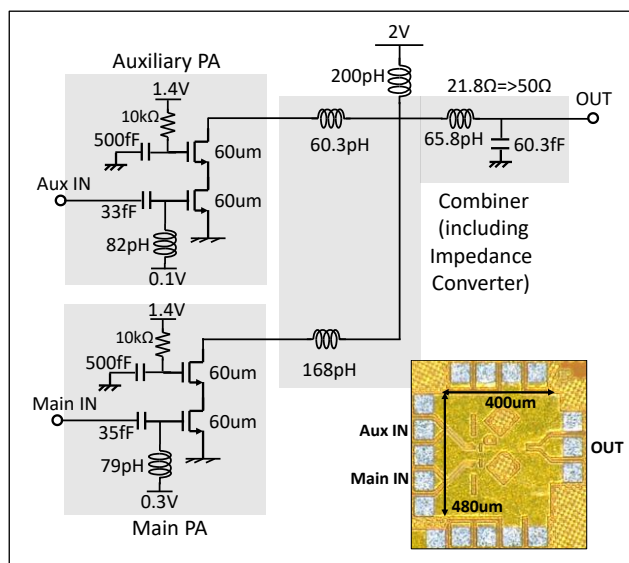 2V
Auxiliary PA
200pH
21.8Ω=>50Ω
1.4V
OUT
10kΩ
500fF
60um
60.3pH
65.8pH
60.3fF
Aux IN
60um
33fF
Combiner
(including
Impedance
Converter)
82pH
0.1V
1.4V
10kΩ
500fF
60um
168pH
Main IN
60um
400um
35fF
Aux IN
OUT
79pH
Main IN
0.3V
480um
Main PA